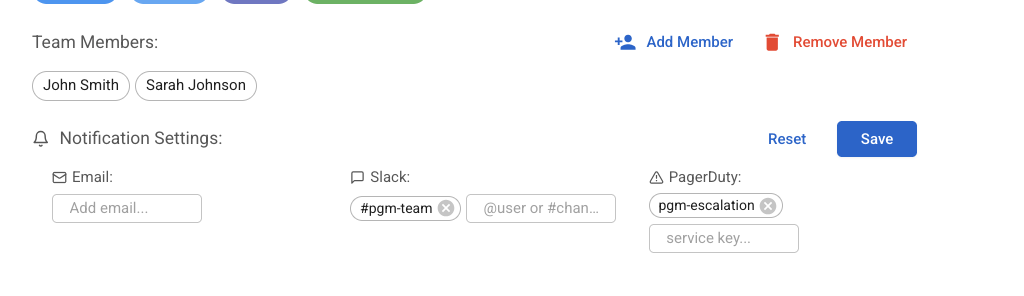 Team Members:
Add Member
Remove Member
John Smith
Sarah Johnson
Notification Settings:
Reset
Save
Email:
Add email...
Slack:
#pgm-team
@user or #chan...
PagerDuty:
pgm-escalation
service key...